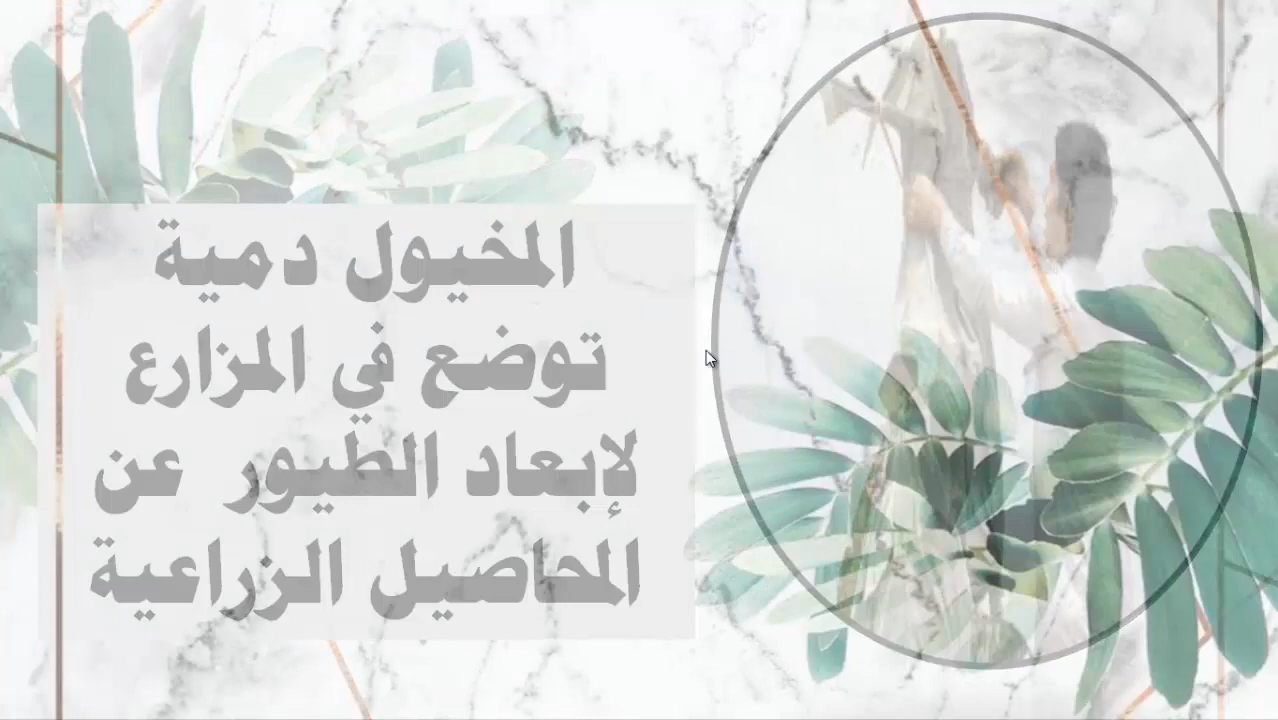 المخيول دمية
توضع في المزارع
لإبعاد الطيور عن
المحاصيل الزراعية